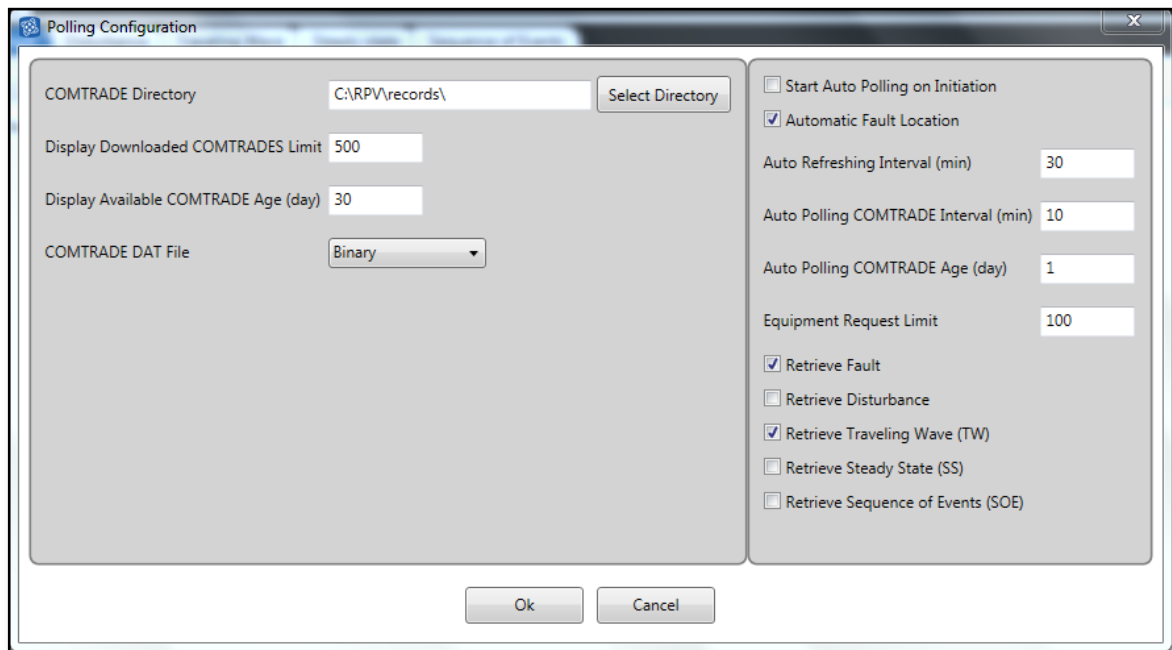 Polling Configuration
COMTRADE Directory
C:\RPV\records\
Select Directory
Display Downloaded COMTRADES Limit
500
Display Available COMTRADE Age (day)
30
COMTRADE DAT File
Binary
Start Auto Polling on Initiation
Automatic Fault Location
Auto Refreshing Interval (min)
30
Auto Polling COMTRADE Interval (min)
10
Auto Polling COMTRADE Age (day)
1
Equipment Request Limit
100
Retrieve Fault
Retrieve Disturbance
Retrieve Traveling Wave (TW)
Retrieve Steady State (SS)
Retrieve Sequence of Events (SOE)
Ok
Cancel